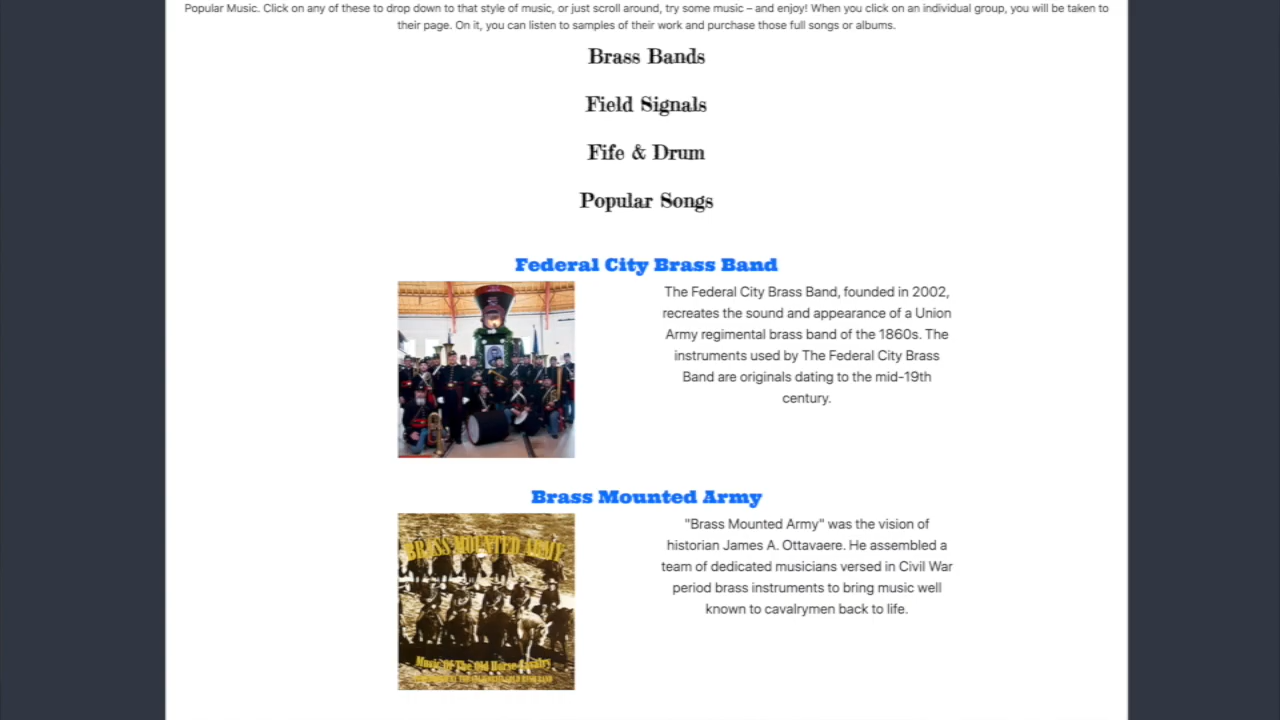 Popular Music. Click on any of these to drop down to that style of music, or just scroll around, try some music – and enjoy! When you click on an individual group, you will be taken to
their page. On it, you can listen to samples of their work and purchase those full songs or albums.
Brass Bands
Field Signals
Fife & Drum
Popular Songs
Federal City Brass Band
The Federal City Brass Band, founded in 2002,
recreates the sound and appearance of a Union
Army regimental brass band of the 1860s. The
instruments used by The Federal City Brass
Band are originals dating to the mid-19th
century.
Brass Mounted Army
"Brass Mounted Army" was the vision of
historian James A. Ottavaere. He assembled a
team of dedicated musicians versed in Civil War
period brass instruments to bring music well
known to cavalrymen back to life.
BRASS MOUNTED ARMY
Music Of The Old Horse Cavalry